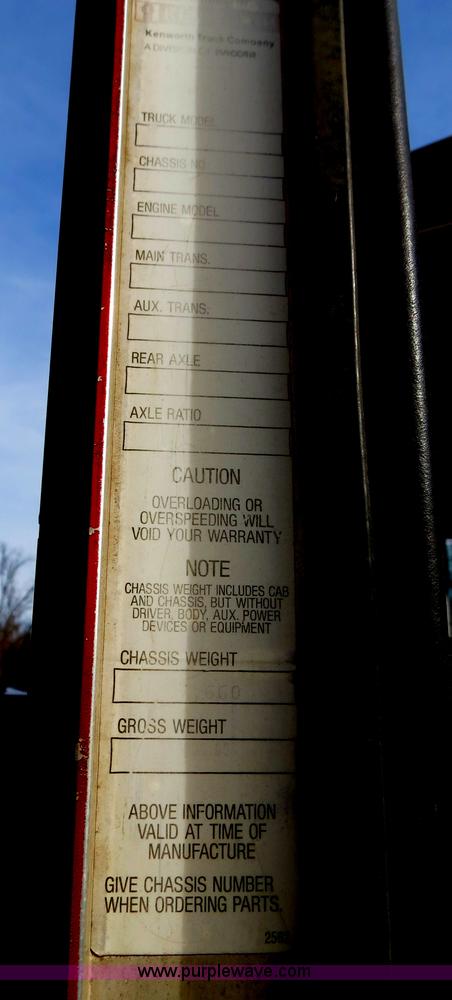 Kenworth Truck Company
A DIVISION OF PACCAR
TRUCK MODEL
CHASSIS NO
ENGINE MODEL
MAIN TRANS.
AUX. TRANS.
REAR AXLE
AXLE RATIO
CAUTION
OVERLOADING OR
OVERSPEEDING WILL
VOID YOUR WARRANTY
NOTE
CHASSIS WEIGHT INCLUDES CAB
AND CHASSIS, BUT WITHOUT
DRIVER, BODY, AUX. POWER
DEVICES OR EQUIPMENT
CHASSIS WEIGHT
GROSS WEIGHT
ABOVE INFORMATION
VALID AT TIME OF
MANUFACTURE
GIVE CHASSIS NUMBER
WHEN ORDERING PARTS.
www.purplewave.com